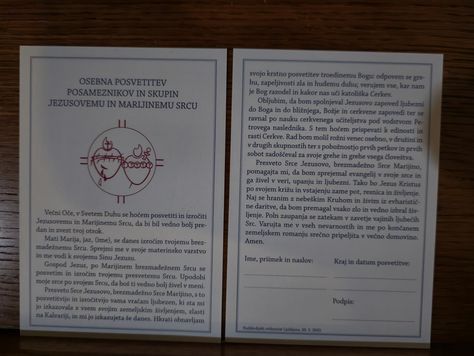 OSEBNA POSVETITEV
POSAMEZNIKOV IN SKUPIN
JEZUSOVEMU IN MARIJINEMU SRCU
Večni Oče, v Svetem Duhu se hočem posvetiti in izročiti
Jezusovemu in Marijinemu Srcu, da bi bil vedno bolj pre-
dan in zvest tvoj otrok.
Mati Marija, jaz, (ime), se danes izročim tvojemu brez-
madežnemu Srcu. Sprejmi me v svoje materinsko varstvo
in me vodi k svojemu Sinu Jezusu.
Gospod Jezus, po Marijinem brezmadežnem Srcu se
posvetim in izročim tvojemu presvetemu Srcu. Upodobi
moje srce po svojem Srcu, da boš ti vedno bolj živel v meni.
Presveto Srce Jezusovo, brezmadežno Srce Marijino, s to
posvetitvijo in izročitvijo vama vračam ljubezen, ki sta mi
jo izkazovala v vsem svojim zemeljskim življenjem, zlasti
na Kalvariji, in mi jo izkazujeta še danes. Hkrati obnavljam
svojo krstno posvetitev troedinemu Bogu: odpovem se gre-
hu, zapeljivosti zla in hudemu duhu; verujem vse, kar nam
je Bog razodel in kakor nas uči katoliška Cerkev.
Obljubim, da bom spolnjeval Jezusovo zapoved ljubezni
do Boga in do bližnjega, Božje in cerkvene zapovedi ter se
ravnal po nauku cerkvenega učiteljstva pod vodstvom Pe-
trovega naslednika. S tem hočem prispevati k edinosti in
rasti Cerkve. Rad bom molil rožni venec osebno, v družini in
v drugih skupnostih ter s pobožnostjo prvih petkov in prvih
sobot zadoščeval za svoje grehe in grehe vsega človeštva.
Presveto Srce Jezusovo, brezmadežno Srce Marijino,
pomagajta mi, da bom sprejemal evangelij v svoje srce in
ga živel v veri, upanju in ljubezni. Tako bo Jezus Kristus
po svojem križu in vstajenju zame pot, resnica in življenje.
Naj se hranim z nebeškim Kruhom in živim iz evharistič-
ne daritve, da bom premagal vsako zlo in vedno izbral živ-
ljenje. Poln zaupanja se zatekam v zavetje vajinih ljubečih
Src. Varujta me v vseh nevarnostih in me po končanem
zemeljskem romanju srečno pripeljita v večno domovino.
Amen.
Ime, priimek in naslov: Kraj in datum posvetitve:
Podpis: